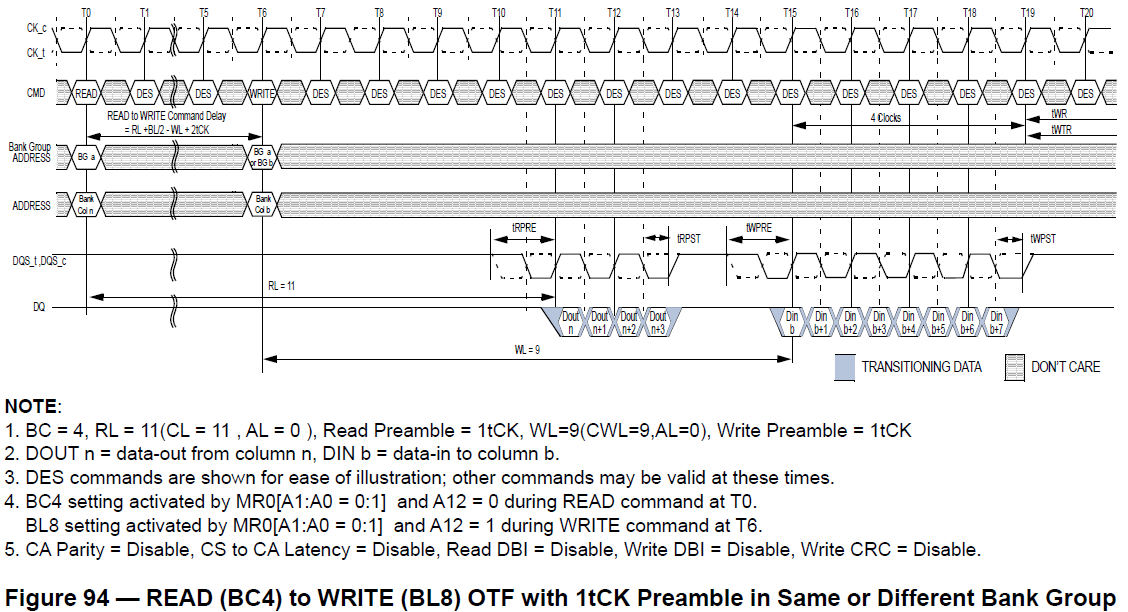 T0 T1 T5 T6 T7 T8 T9 T10 T11 T12 T13 T15 T16 T17 T18 T19 T20
CK_c
CK_t
CMD READ DES DES WRITE DES DES DES DES DES DES DES DES DES DES DES DES DES
READ to WRITE Command Delay
= RL +BL/2 - WL + 2tCK
4 Clocks
tWR
tWTR
Bank Group
ADDRESS
BG a
BG a
or BG b
ADDRESS
Bank
Col n
Bank
Col b
tRPRE
tRPST
tWPRE
tWPST
DQS_t,DQS_c
RL = 11
DQ
Dout Dout Dout Dout Din Din Din Din Din Din Din Din
n n+1 n+2 n+3 b b+1 b+2 b+3 b+4 b+5 b+6 b+7
WL = 9
TRANSITIONING DATA
DON'T CARE
NOTE:
1. BC = 4, RL = 11(CL = 11 , AL = 0 ), Read Preamble = 1tCK, WL=9(CWL=9,AL=0), Write Preamble = 1tCK
2. DOUT n = data-out from column n, DIN b = data-in to column b.
3. DES commands are shown for ease of illustration; other commands may be valid at these times.
4. BC4 setting activated by MR0[A1:A0 = 0:1] and A12 = 0 during READ command at T0.
BL8 setting activated by MR0[A1:A0 = 0:1] and A12 = 1 during WRITE command at T6.
5. CA Parity = Disable, CS to CA Latency = Disable, Read DBI = Disable, Write DBI = Disable, Write CRC = Disable.
Figure 94 — READ (BC4) to WRITE (BL8) OTF with 1tCK Preamble in Same or Different Bank Group